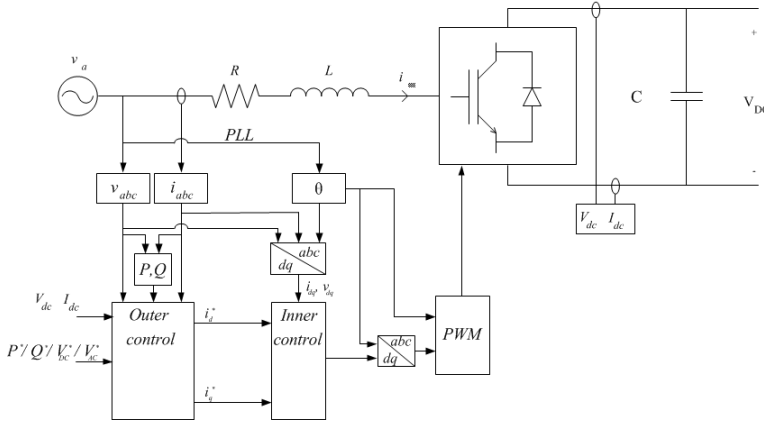 v a
R
L
i
C
+
V DC
-
PLL
v abc
i abc
θ
V dc I dc
P,Q
abc
dq
i dq, v dq
V dc I dc
Outer
control
i d *
Inner
control
PWM
abc
dq
P*/ Q*/ V DC */ V AC *
i q *